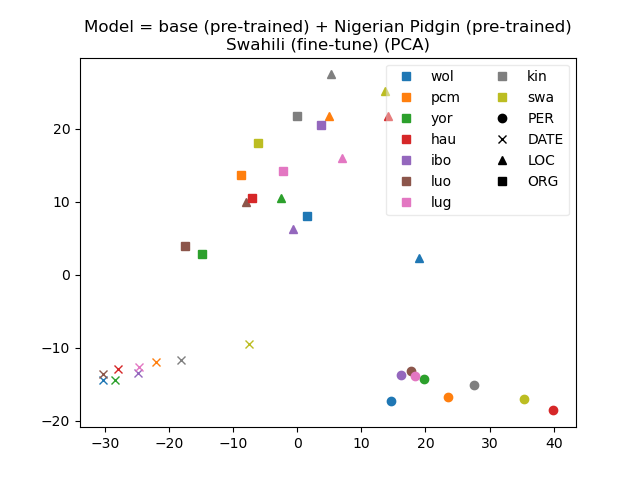 Model = base (pre-trained) + Nigerian Pidgin (pre-trained)
Swahili (fine-tune) (PCA)
wol
pcm
yor
hau
ibo
luo
lug
kin
swa
PER
DATE
LOC
ORG
20
10
0
−10
−20
−30
−20
−10
0
10
20
30
40